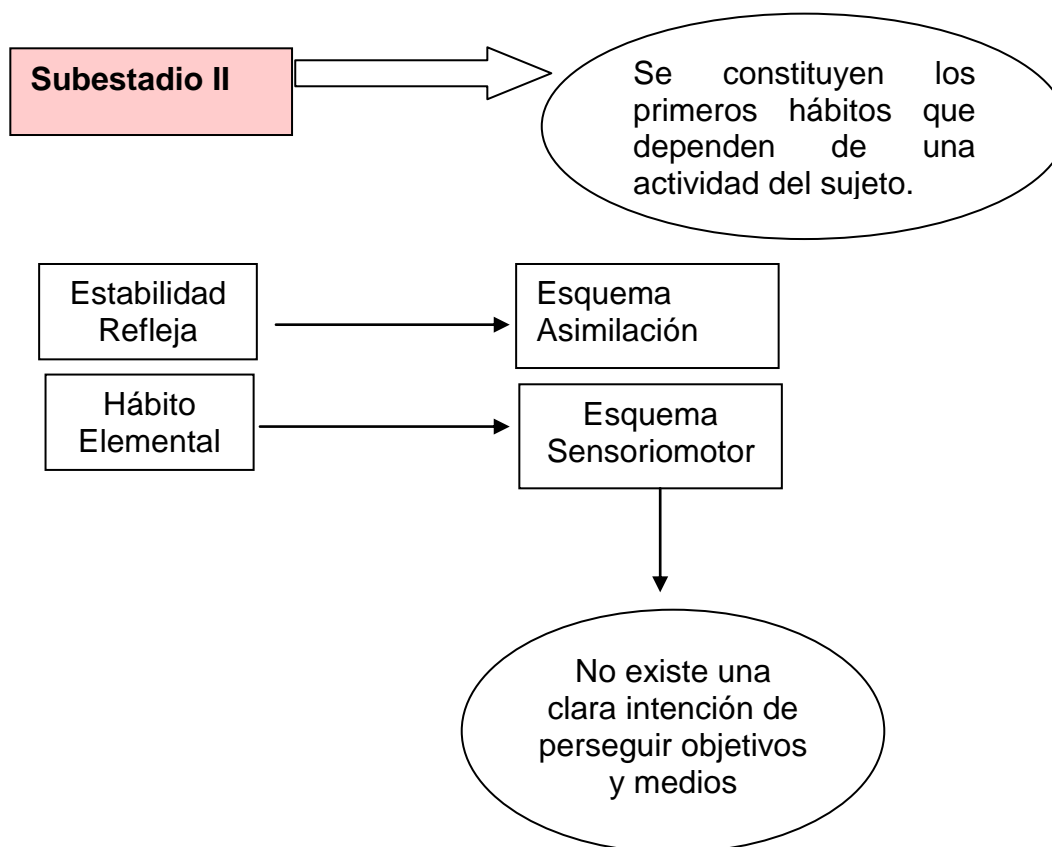 Subestadio II
Se constituyen los
primeros hábitos que
dependen de una
actividad del sujeto.
Estabilidad
Refleja
Esquema
Asimilación
Hábito
Elemental
Esquema
Sensoriomotor
No existe una
clara intención de
perseguir objetivos
y medios